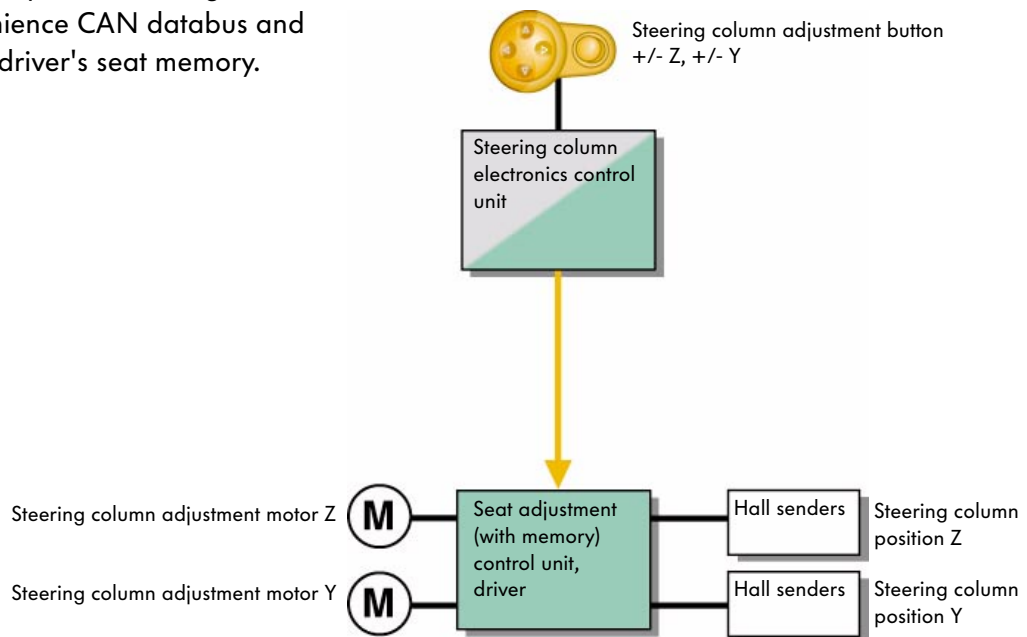 nience CAN databus and
driver's seat memory.
Steering column adjustment button
+/- Z, +/- Y
Steering column
electronics control
unit
Steering column adjustment motor Z
M
Seat adjustment
(with memory)
control unit,
driver
Hall senders
Steering column
position Z
Steering column adjustment motor Y
M
Hall senders
Steering column
position Y